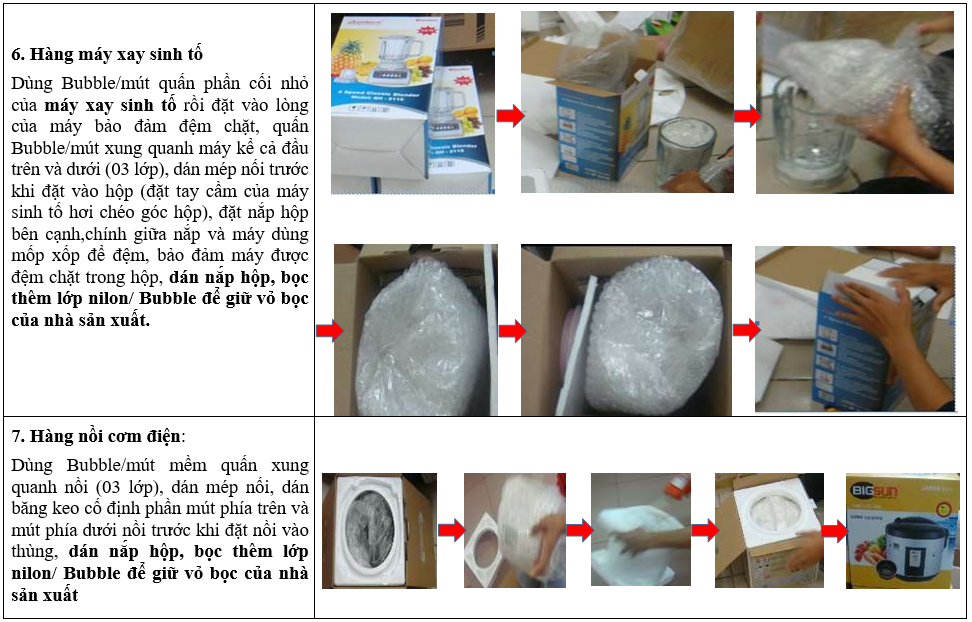 6. Hàng máy xay sinh tố
Dùng Bubble/mút quấn phần cối nhỏ
của máy xay sinh tố rồi đặt vào lòng
của máy bảo đảm đệm chặt, quấn
Bubble/mút xung quanh máy kể cả đầu
trên và dưới (03 lớp), dán mép nối trước
khi đặt vào hộp (đặt tay cầm của máy
sinh tố hơi chéo góc hộp), đặt nắp hộp
bên cạnh,chính giữa nắp và máy dùng
mốp xốp để đệm, bảo đảm máy được
đệm chặt trong hộp, dán nắp hộp, bọc
thêm lớp nilon/ Bubble để giữ vỏ bọc
của nhà sản xuất.
4 Speed Classic Blender
7. Hàng nồi cơm điện:
Dùng Bubble/mút mềm quấn xung
quanh nồi (03 lớp), dán mép nối, dán
băng keo cố định phần mút phía trên và
mút phía dưới nồi trước khi đặt nồi vào
thùng, dán nắp hộp, bọc thêm lớp
nilon/ Bubble để giữ vỏ bọc của nhà
sản xuất
BIGSUN